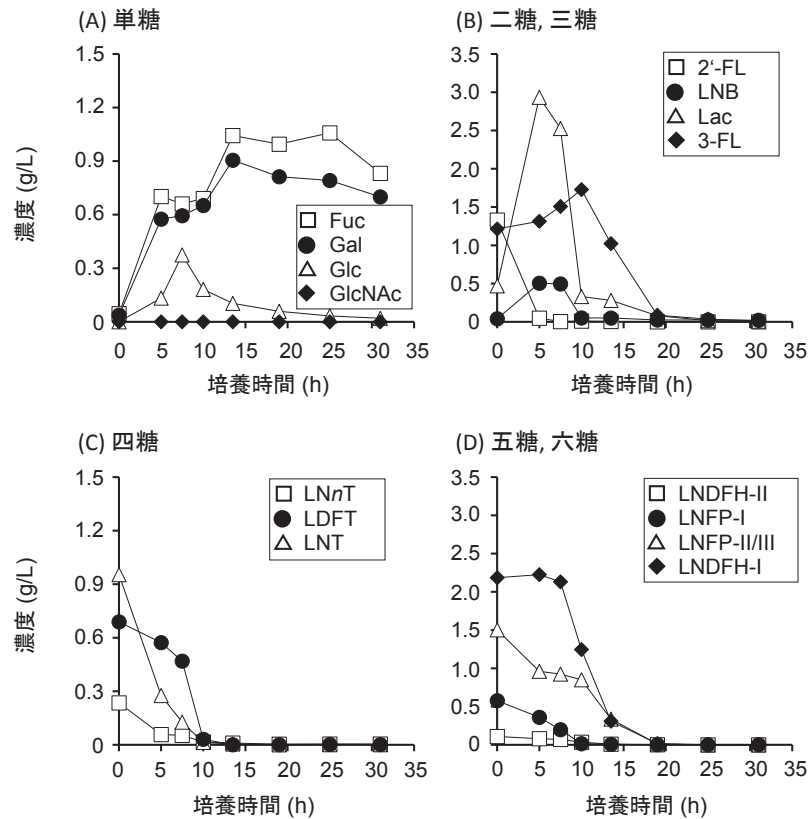 (A) 単糖
濃度 (g/L)
1.5
1.2
0.9
0.6
0.3
0
0 5 10 15 20 25 30 35
培養時間 (h)
Fuc
Gal
Glc
GlcNAc
(B) 二糖, 三糖
3.5
3.0
2.5
2.0
1.5
1.0
0.5
0
0 5 10 15 20 25 30 35
培養時間 (h)
2'-FL
LNB
Lac
3-FL
(C) 四糖
濃度 (g/L)
1.5
1.2
0.9
0.6
0.3
0
0 5 10 15 20 25 30 35
培養時間 (h)
LNnT
LDFT
LNT
(D) 五糖, 六糖
3.5
3.0
2.5
2.0
1.5
1.0
0.5
0
0 5 10 15 20 25 30 35
培養時間 (h)
LNDFH-II
LNFP-I
LNFP-II/III
LNDFH-I